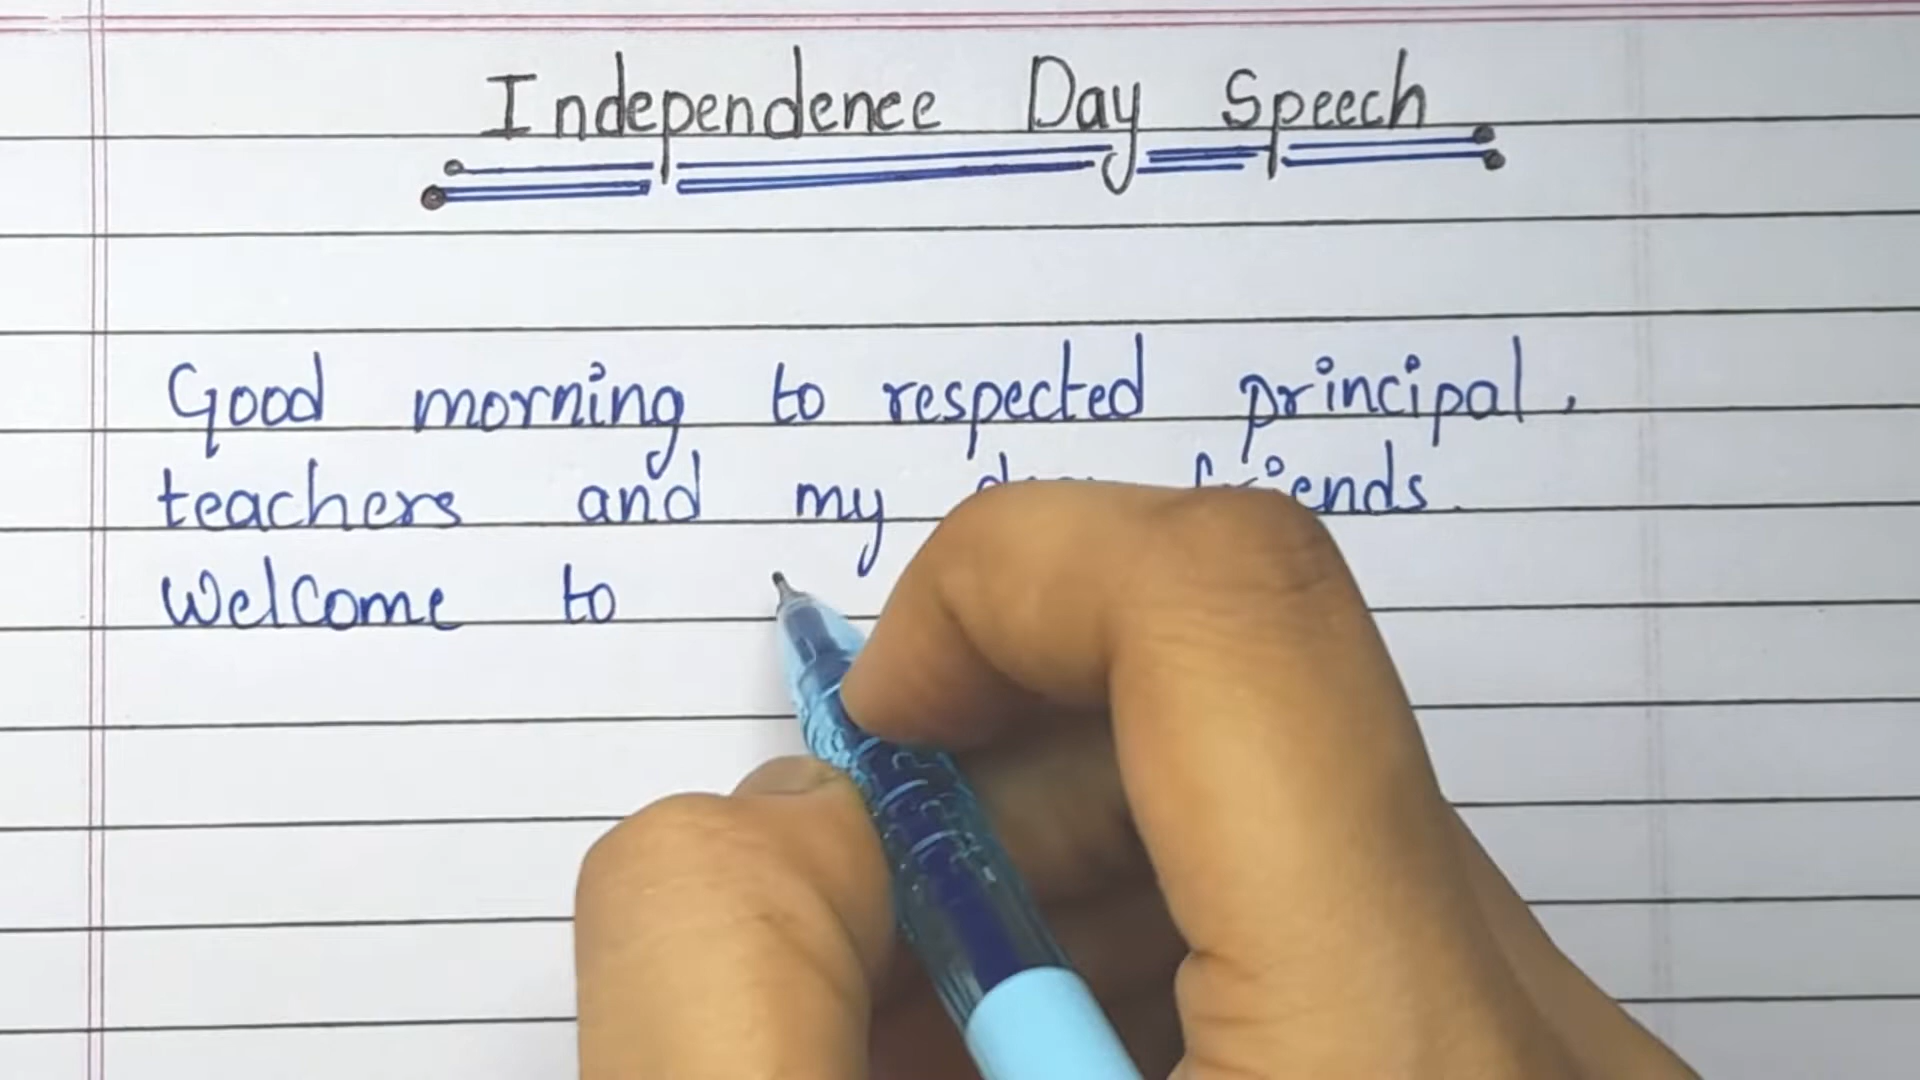 Independence Day Speech
Good morning to respected principal,
teachers and my friends.
Welcome to